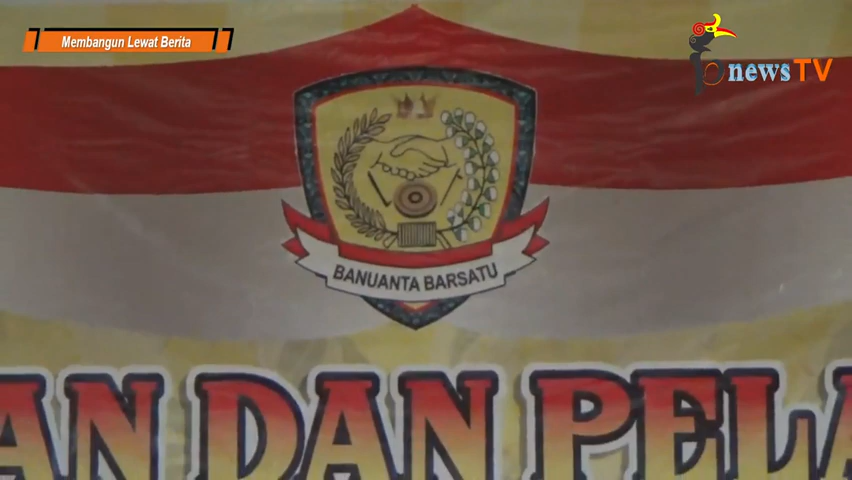 Membangun Lewat Berita
newsTV
BANUANTA BARSATU
AN DAN PELA